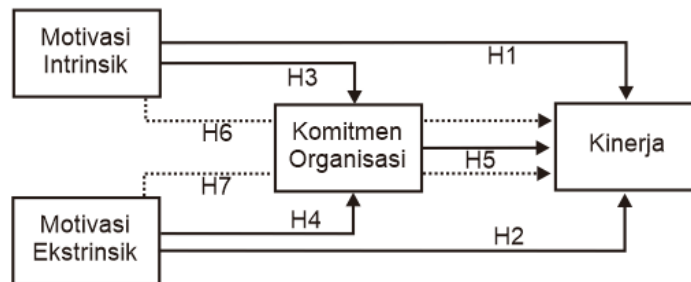 Motivasi
Intrinsik
H1
H3
H6
Komitmen
Organisasi
H5
Kinerja
H7
Motivasi
Ekstrinsik
H4
H2